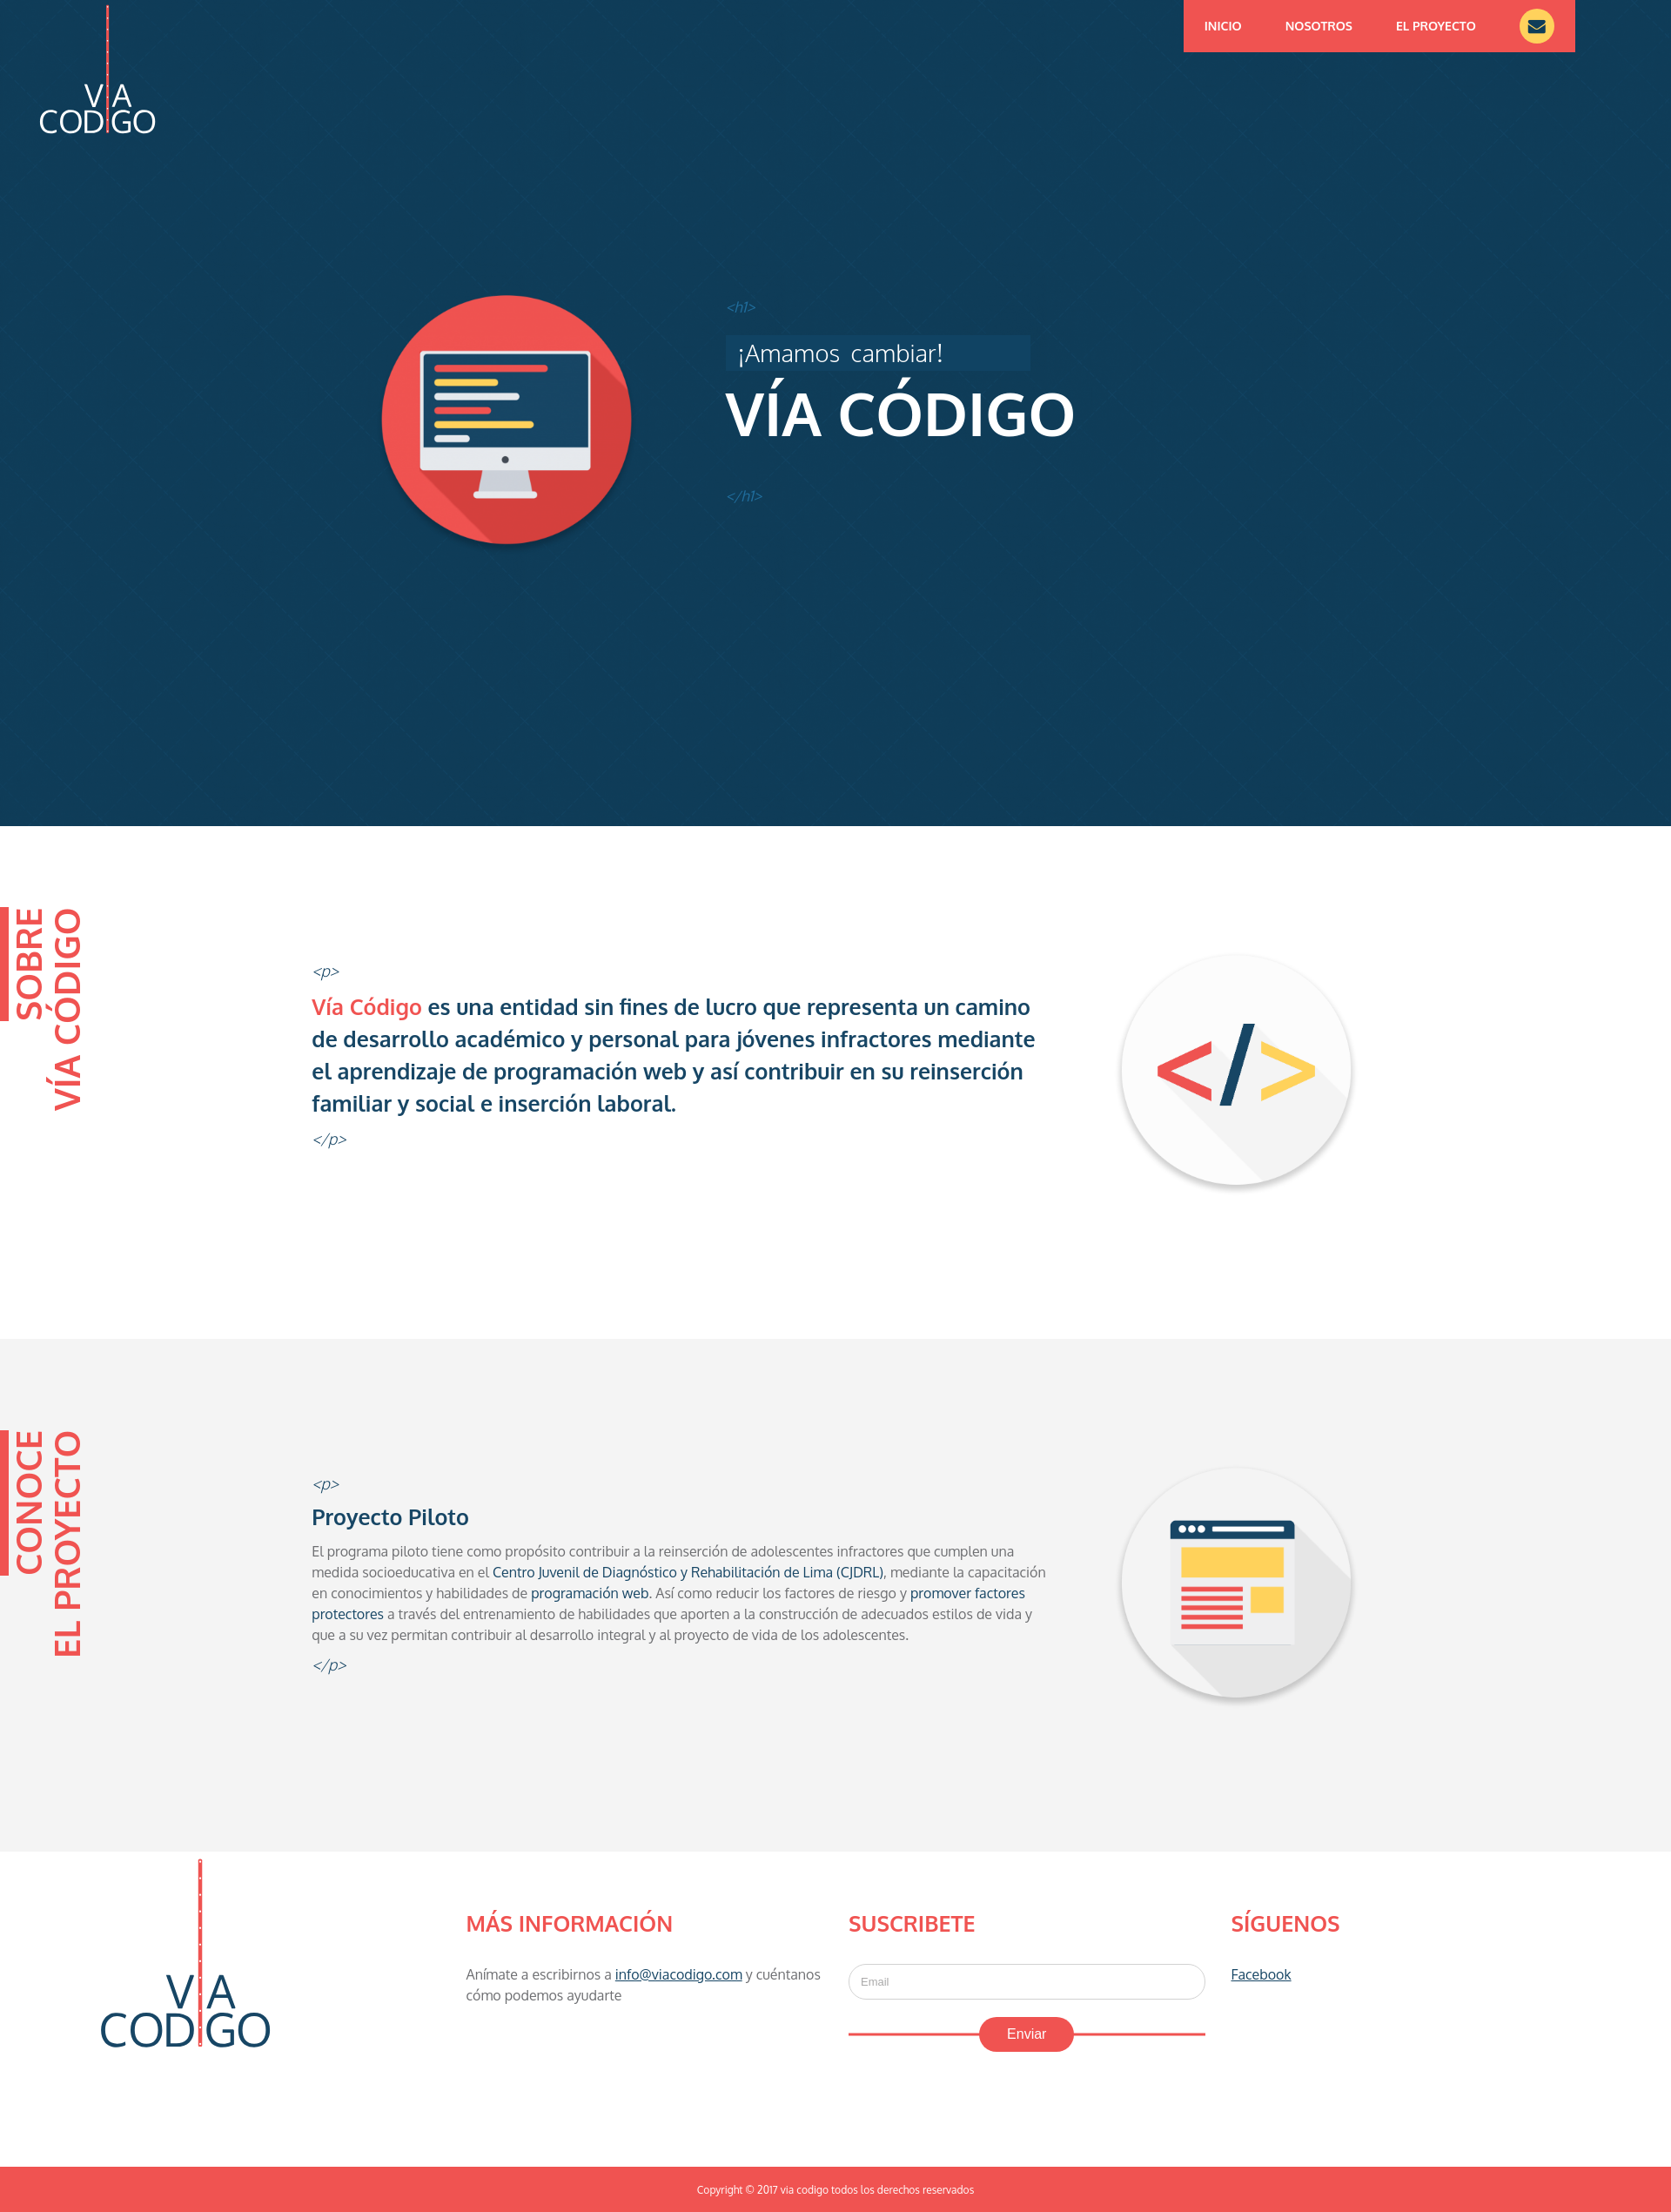 V A
CODIGO
INICIO NOSOTROS EL PROYECTO
<h1>
¡Amamos cambiar!
VÍA CÓDIGO
</h1>
SOBRE
VÍA CÓDIGO
<p>
Vía Código es una entidad sin fines de lucro que representa un camino
de desarrollo académico y personal para jóvenes infractores mediante
el aprendizaje de programación web y así contribuir en su reinserción
familiar y social e inserción laboral.
</p>
</>
CONOCE
EL PROYECTO
<p>
Proyecto Piloto
El programa piloto tiene como propósito contribuir a la reinserción de adolescentes infractores que cumplen una
medida socioeducativa en el Centro Juvenil de Diagnóstico y Rehabilitación de Lima (CJDRL), mediante la capacitación
en conocimientos y habilidades de programación web. Así como reducir los factores de riesgo y promover factores
protectores a través del entrenamiento de habilidades que aporten a la construcción de adecuados estilos de vida y
que a su vez permitan contribuir al desarrollo integral y al proyecto de vida de los adolescentes.
</p>
V A
CODIGO
MÁS INFORMACIÓN
Anímate a escribirnos a info@viacodigo.com y cuéntanos
cómo podemos ayudarte
SUSCRIBETE
Email
Enviar
SÍGUENOS
Facebook
Copyright © 2017 via codigo todos los derechos reservados